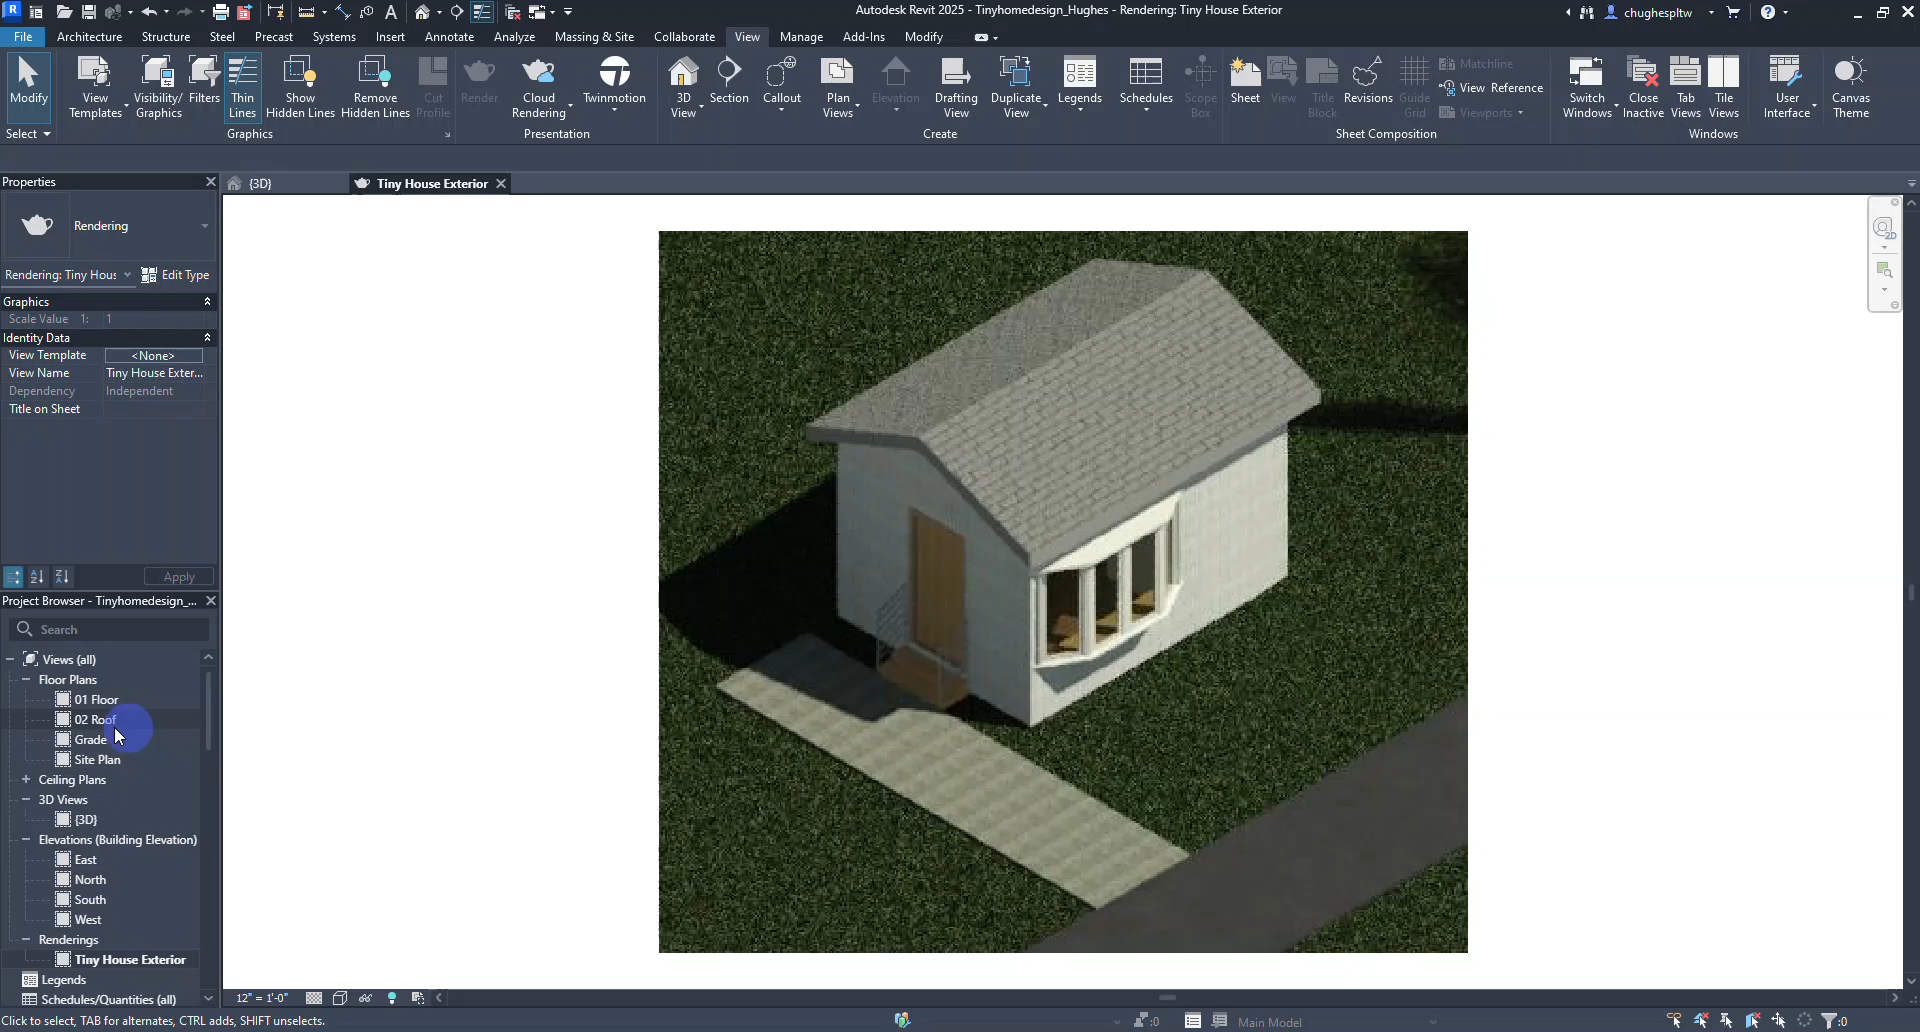 Autodesk Revit 2025 - Tinyhomedesign_Hughes - Rendering: Tiny House Exterior
chughespltw
File Architecture Structure Steel Precast Systems Insert Annotate Analyze Massing & Site Collaborate View Manage Add-Ins Modify
Modify
View Templates
Visibility/ Graphics
Filters
Thin Lines
Show Hidden Lines
Remove Hidden Lines
Cut Profile
Render
Cloud Rendering
Twinmotion
3D View
Section
Callout
Plan Views
Elevation
Drafting View
Duplicate View
Legends
Schedules
Scope Box
Sheet
View
Title Block
Revisions
Guide Grid
Matchline
View Reference
Viewports
Switch Windows
Close Inactive
Tab Views
Tile Views
User Interface
Canvas Theme
Select Graphics Presentation Create Sheet Composition Windows
Properties
{3D}
Tiny House Exterior
Rendering
Rendering: Tiny Hous
Edit Type
Graphics
Scale Value 1: 1
Identity Data
View Template <None>
View Name Tiny House Exter...
Dependency Independent
Title on Sheet
Apply
Project Browser - Tinyhomedesign_...
Search
Views (all)
Floor Plans
01 Floor
02 Roof
Grade
Site Plan
Ceiling Plans
3D Views
{3D}
Elevations (Building Elevation)
East
North
South
West
Renderings
Tiny House Exterior
Legends
Schedules/Quantities (all)
12" = 1'-0"
Click to select, TAB for alternates, CTRL adds, SHIFT unselects.
:0
Main Model
:0
2D